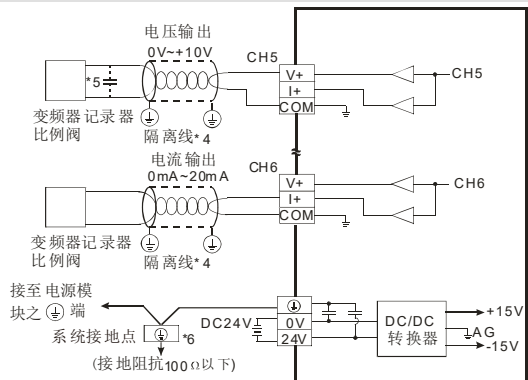 电压输出
0V~+10V
CH5
*5
V+
I+
COM
CH5
变频器记录器
比例阀
隔离线*4
电流输出
0mA~20mA
CH6
V+
I+
COM
CH6
变频器记录器
比例阀
隔离线*4
接至电源模
块之 端
系统接地点
*6
(接地阻抗100Ω以下)
DC24V
0V
24V
DC/DC
转换器
+15V
AG
-15V